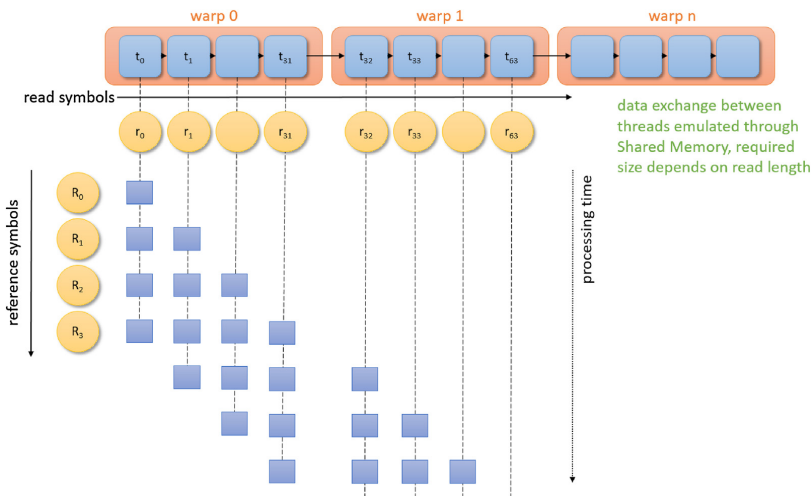 warp 0
warp 1
warp n
t0
t1
t31
t32
t33
t63
read symbols
r0
r1
r31
r32
r33
r63
data exchange between
threads emulated through
Shared Memory, required
size depends on read length
reference symbols
R0
R1
R2
R3
processing time